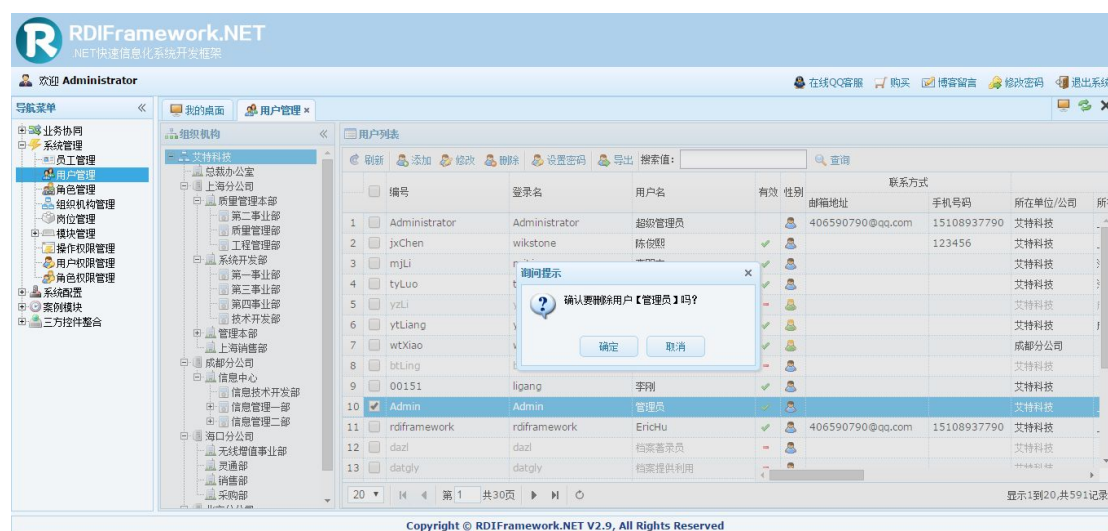 RDIFramework.NET
.NET快速信息化系统开发框架
欢迎 Administrator
在线QQ客服 购买 博客留言 修改密码 退出系统
导航菜单
我的桌面 用户管理
业务协同
系统管理
员工管理
用户管理
角色管理
组织机构管理
岗位管理
模块管理
操作权限管理
用户权限管理
角色权限管理
系统配置
案例模块
三方控件整合
组织机构
艾特科技
总裁办公室
上海分公司
质量管理本部
第二事业部
质量管理部
工程管理部
系统开发部
第一事业部
第三事业部
第四事业部
技术开发部
管理本部
上海销售部
成都分公司
信息中心
信息技术开发部
信息管理一部
信息管理二部
海口分公司
无线增值事业部
灵通部
销售部
采购部
用户列表
刷新 添加 修改 删除 设置密码 导出 搜索值: 查询
编号 登录名 用户名 有效 性别 联系方式
邮箱地址 手机号码 所在单位/公司
1 Administrator Administrator 超级管理员 406590790@qq.com 15108937790 艾特科技
2 jxChen wikstone 陈俊熙 123456 艾特科技
3 mjLi 艾特科技
4 tyLuo 艾特科技
5 yzLi 艾特科技
6 ytLiang 艾特科技
7 wtXiao 成都分公司
8 btLing 艾特科技
9 00151 ligang 李刚 艾特科技
10 Admin Admin 管理员 艾特科技
11 rdiframework rdiframework EricHu 406590790@qq.com 15108937790 艾特科技
12 dazl dazl 档案著录员 艾特科技
13 datgly datgly 档案提供利用
询问提示
确认要删除用户【管理员】吗?
确定 取消
20 第 1 共30页 显示1到20,共591记录
Copyright © RDIFramework.NET V2.9, All Rights Reserved